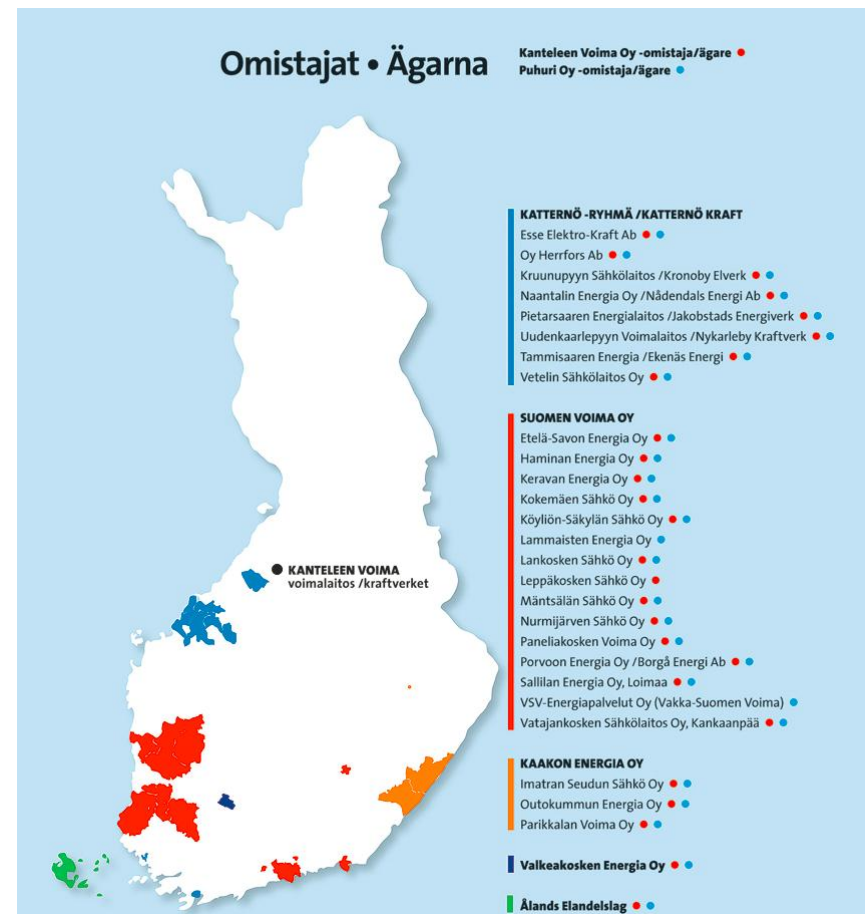 Omistajat • Ägarna
Kanteleen Voima Oy -omistaja/ägare
Puhuri Oy -omistaja/ägare
KATTERNÖ -RYHMÄ /KATTERNÖ KRAFT
Esse Elektro-Kraft Ab
Oy Herrfors Ab
Kruunupyyn Sähkölaitos /Kronoby Elverk
Naantalin Energia Oy /Nådendals Energi Ab
Pietarsaaren Energialaitos /Jakobstads Energiverk
Uudenkaarlepyyn Voimalaitos /Nykarleby Kraftverk
Tammisaaren Energia /Ekenäs Energi
Vetelin Sähkölaitos Oy
SUOMEN VOIMA OY
Etelä-Savon Energia Oy
Haminan Energia Oy
Keravan Energia Oy
Kokemäen Sähkö Oy
Köyliön-Säkylän Sähkö Oy
Lammaisten Energia Oy
Lankosken Sähkö Oy
Leppäkosken Sähkö Oy
Mäntsälän Sähkö Oy
Nurmijärven Sähkö Oy
Paneliakosken Voima Oy
Porvoon Energia Oy /Borgå Energi Ab
Sallilan Energia Oy, Loimaa
VSV-Energiapalvelut Oy (Vakka-Suomen Voima)
Vatajankosken Sähkölaitos Oy, Kankaanpää
KAAKON ENERGIA OY
Imatran Seudun Sähkö Oy
Outokummun Energia Oy
Parikkalan Voima Oy
Valkeakosken Energia Oy
Ålands Elandelslag
KANTELEEN VOIMA
voimalaitos /kraftverket